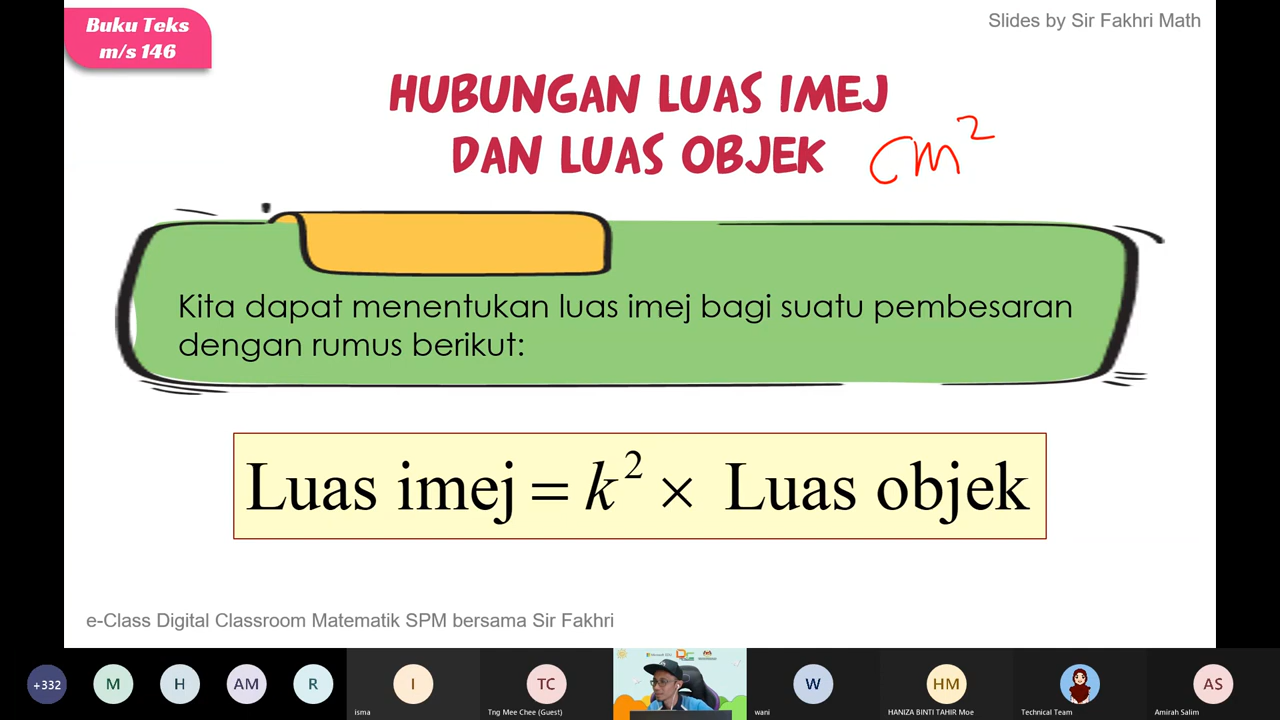 Buku Teks
m/s 146
Slides by Sir Fakhri Math
HUBUNGAN LUAS IMEJ
DAN LUAS OBJEK
cm²
Kita dapat menentukan luas imej bagi suatu pembesaran
dengan rumus berikut:
Luas imej = k² × Luas objek
e-Class Digital Classroom Matematik SPM bersama Sir Fakhri
+332
M
H
AM
R
I
TC
W
HM
AS
isma
Tng Mee Chee (Guest)
wani
HANIZA BINTI TAHIR Moe
Technical Team
Amirah Salim